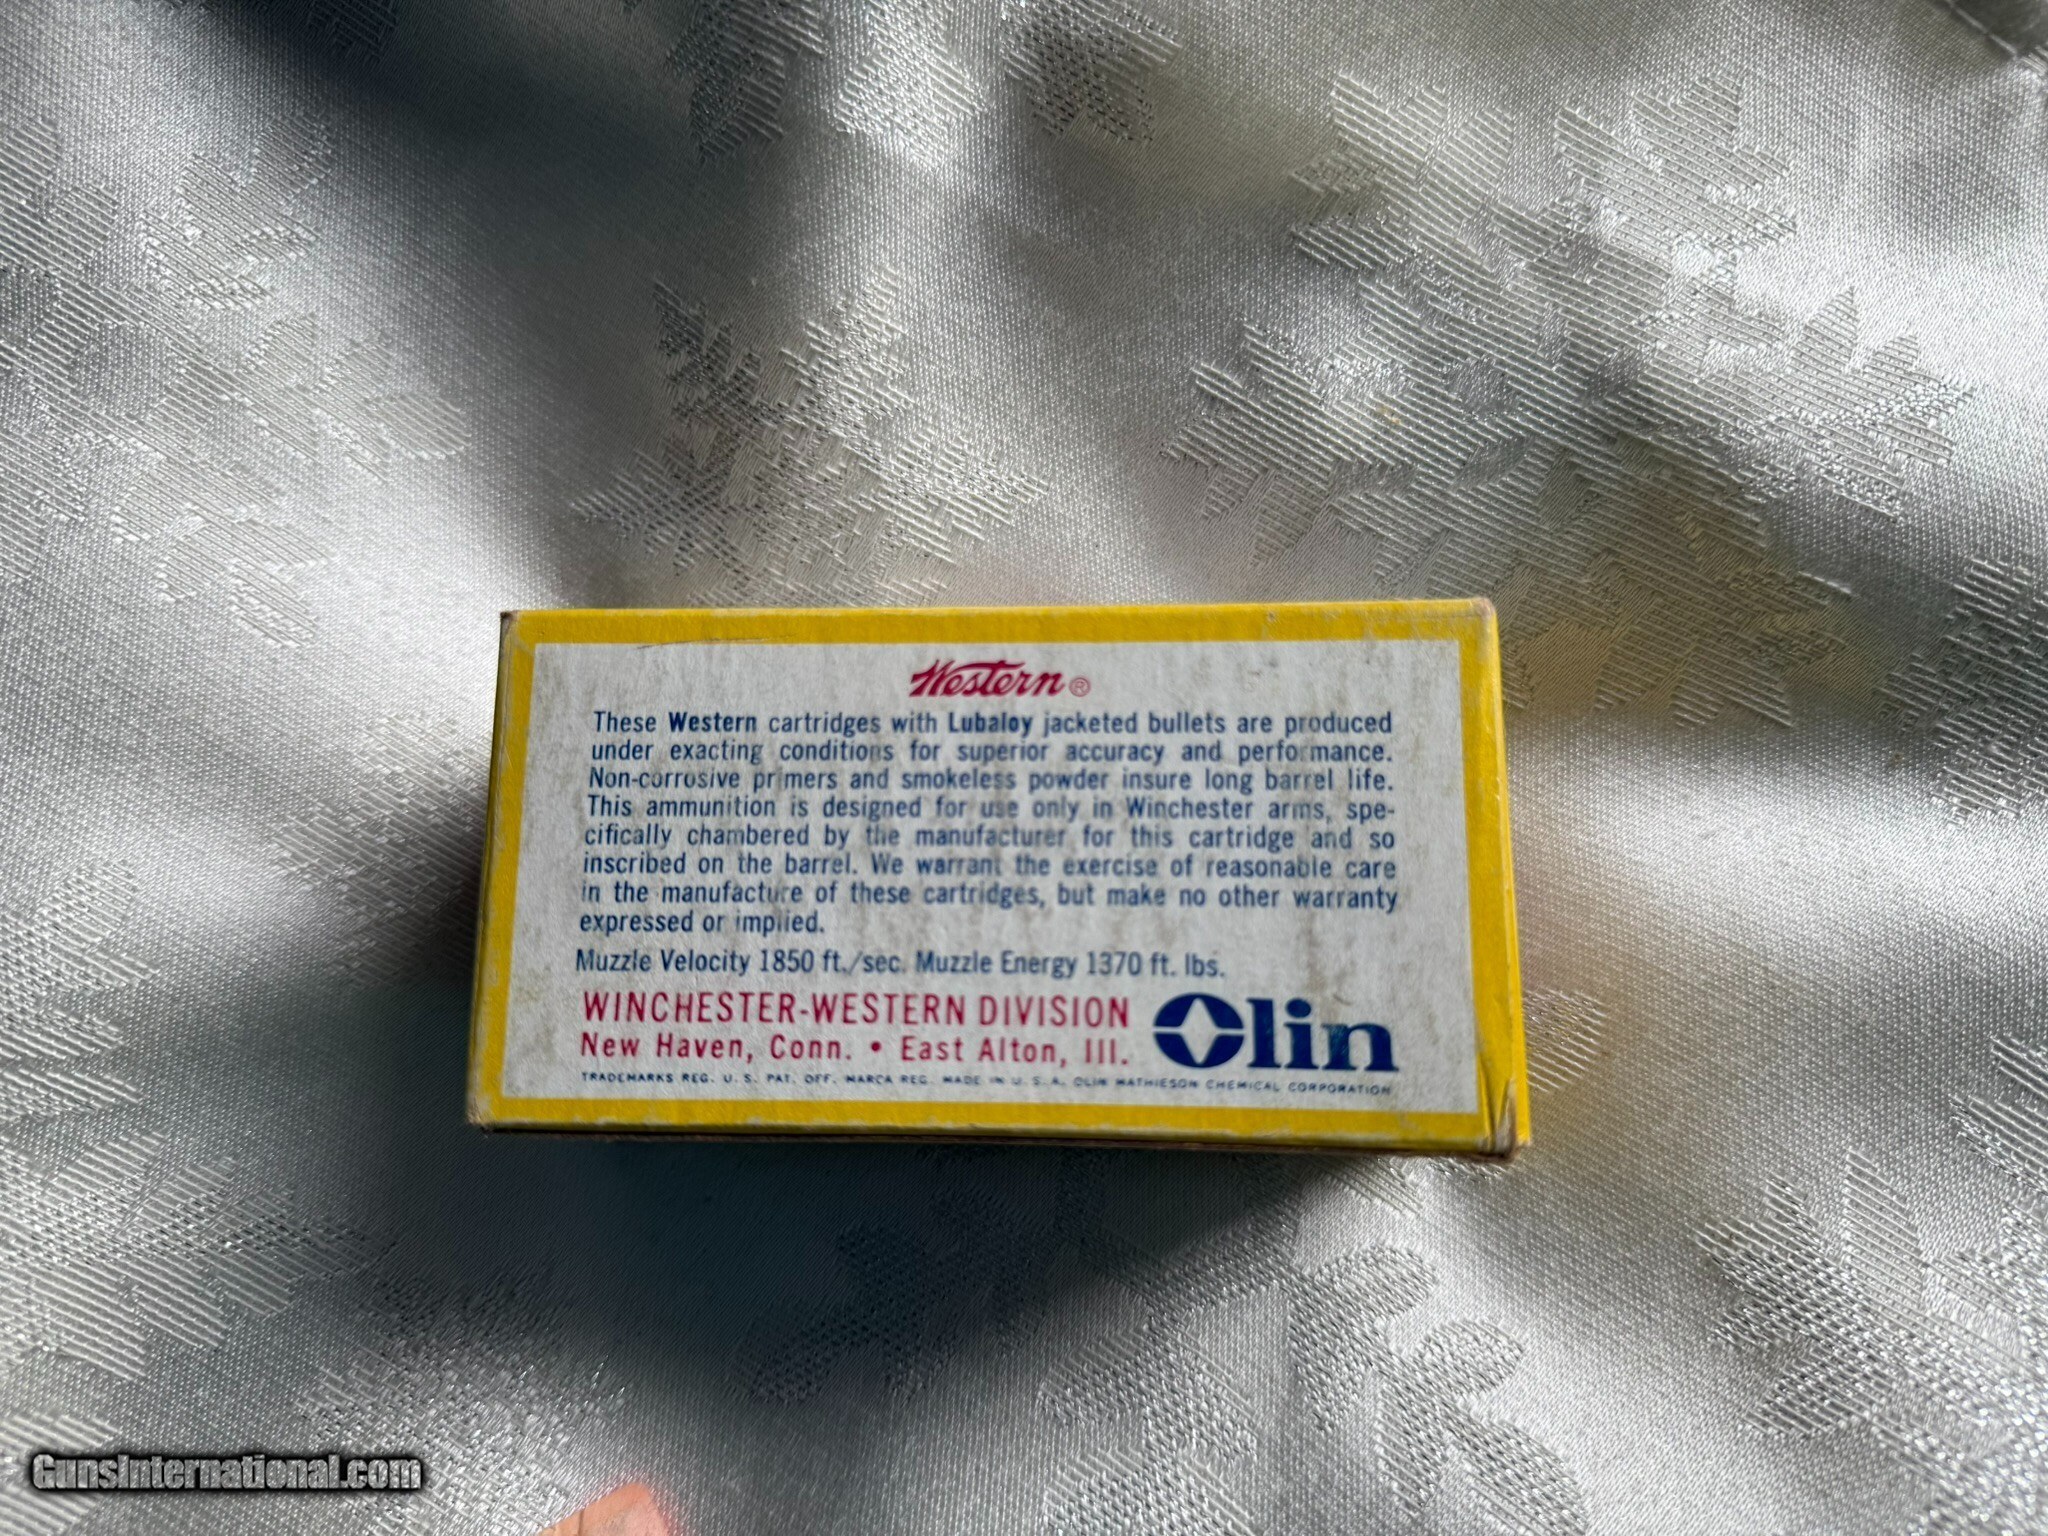 Western®
These Western cartridges with Lubaloy jacketed bullets are produced
under exacting conditions for superior accuracy and performance.
Non-corrosive primers and smokeless powder insure long barrel life.
This ammunition is designed for use only in Winchester arms, spe-
cifically chambered by the manufacturer for this cartridge and so
inscribed on the barrel. We warrant the exercise of reasonable care
in the manufacture of these cartridges, but make no other warranty
expressed or implied.
Muzzle Velocity 1850 ft./sec. Muzzle Energy 1370 ft. lbs.
WINCHESTER-WESTERN DIVISION
New Haven, Conn. • East Alton, Ill.
Olin
TRADEMARKS REG. U. S. PAT. OFF. MARCA REG. MADE IN U. S. A. OLIN MATHIESON CHEMICAL CORPORATION
GunsInternational.com